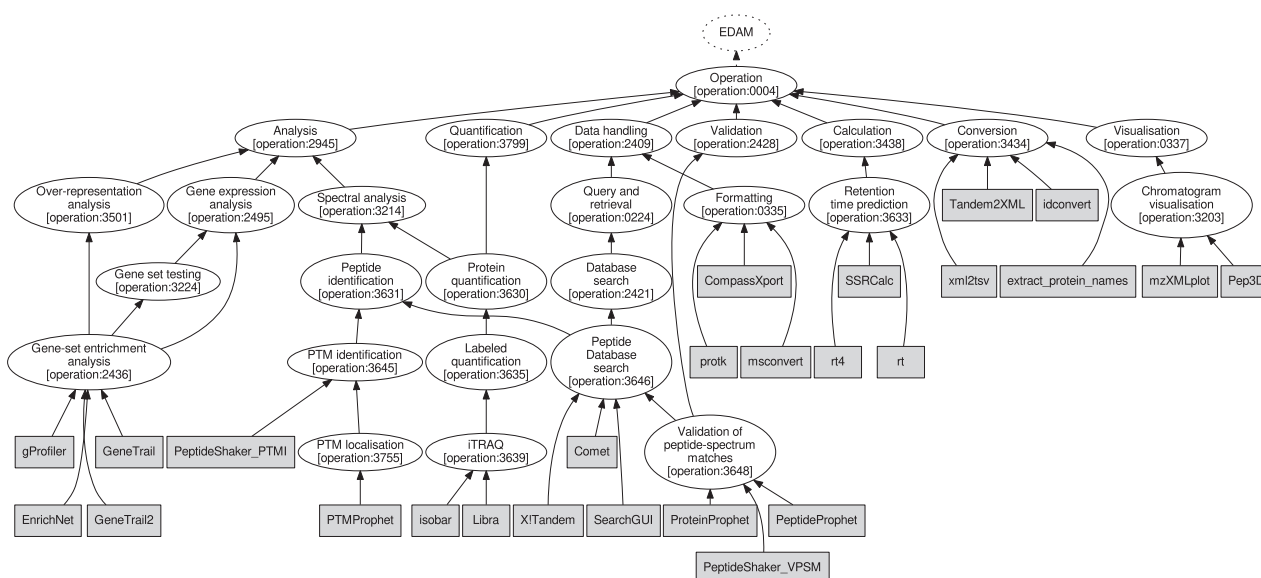 EDAM
Operation
[operation:0004]
Analysis
[operation:2945]
Quantification
[operation:3799]
Data handling
[operation:2409]
Validation
[operation:2428]
Calculation
[operation:3438]
Conversion
[operation:3434]
Visualisation
[operation:0337]
Over-representation
analysis
[operation:3501]
Gene expression
analysis
[operation:2495]
Spectral analysis
[operation:3214]
Query and
retrieval
[operation:0224]
Formatting
[operation:0335]
Retention
time prediction
[operation:3633]
Tandem2XML
idconvert
Chromatogram
visualisation
[operation:3203]
Gene set testing
[operation:3224]
Peptide
identification
[operation:3631]
Protein
quantification
[operation:3630]
Database
search
[operation:2421]
CompassXport
SSRCalc
xml2tsv
extract_protein_names
mzXMLplot
Pep3D
Gene-set enrichment
analysis
[operation:2436]
PTM identification
[operation:3645]
Labeled
quantification
[operation:3635]
Peptide
Database
search
[operation:3646]
protk
msconvert
rt4
rt
gProfiler
GeneTrail
PeptideShaker_PTMI
PTM localisation
[operation:3755]
iTRAQ
[operation:3639]
Comet
Validation of
peptide-spectrum
matches
[operation:3648]
EnrichNet
GeneTrail2
PTMProphet
isobar
Libra
X!Tandem
SearchGUI
ProteinProphet
PeptideProphet
PeptideShaker_VPSM